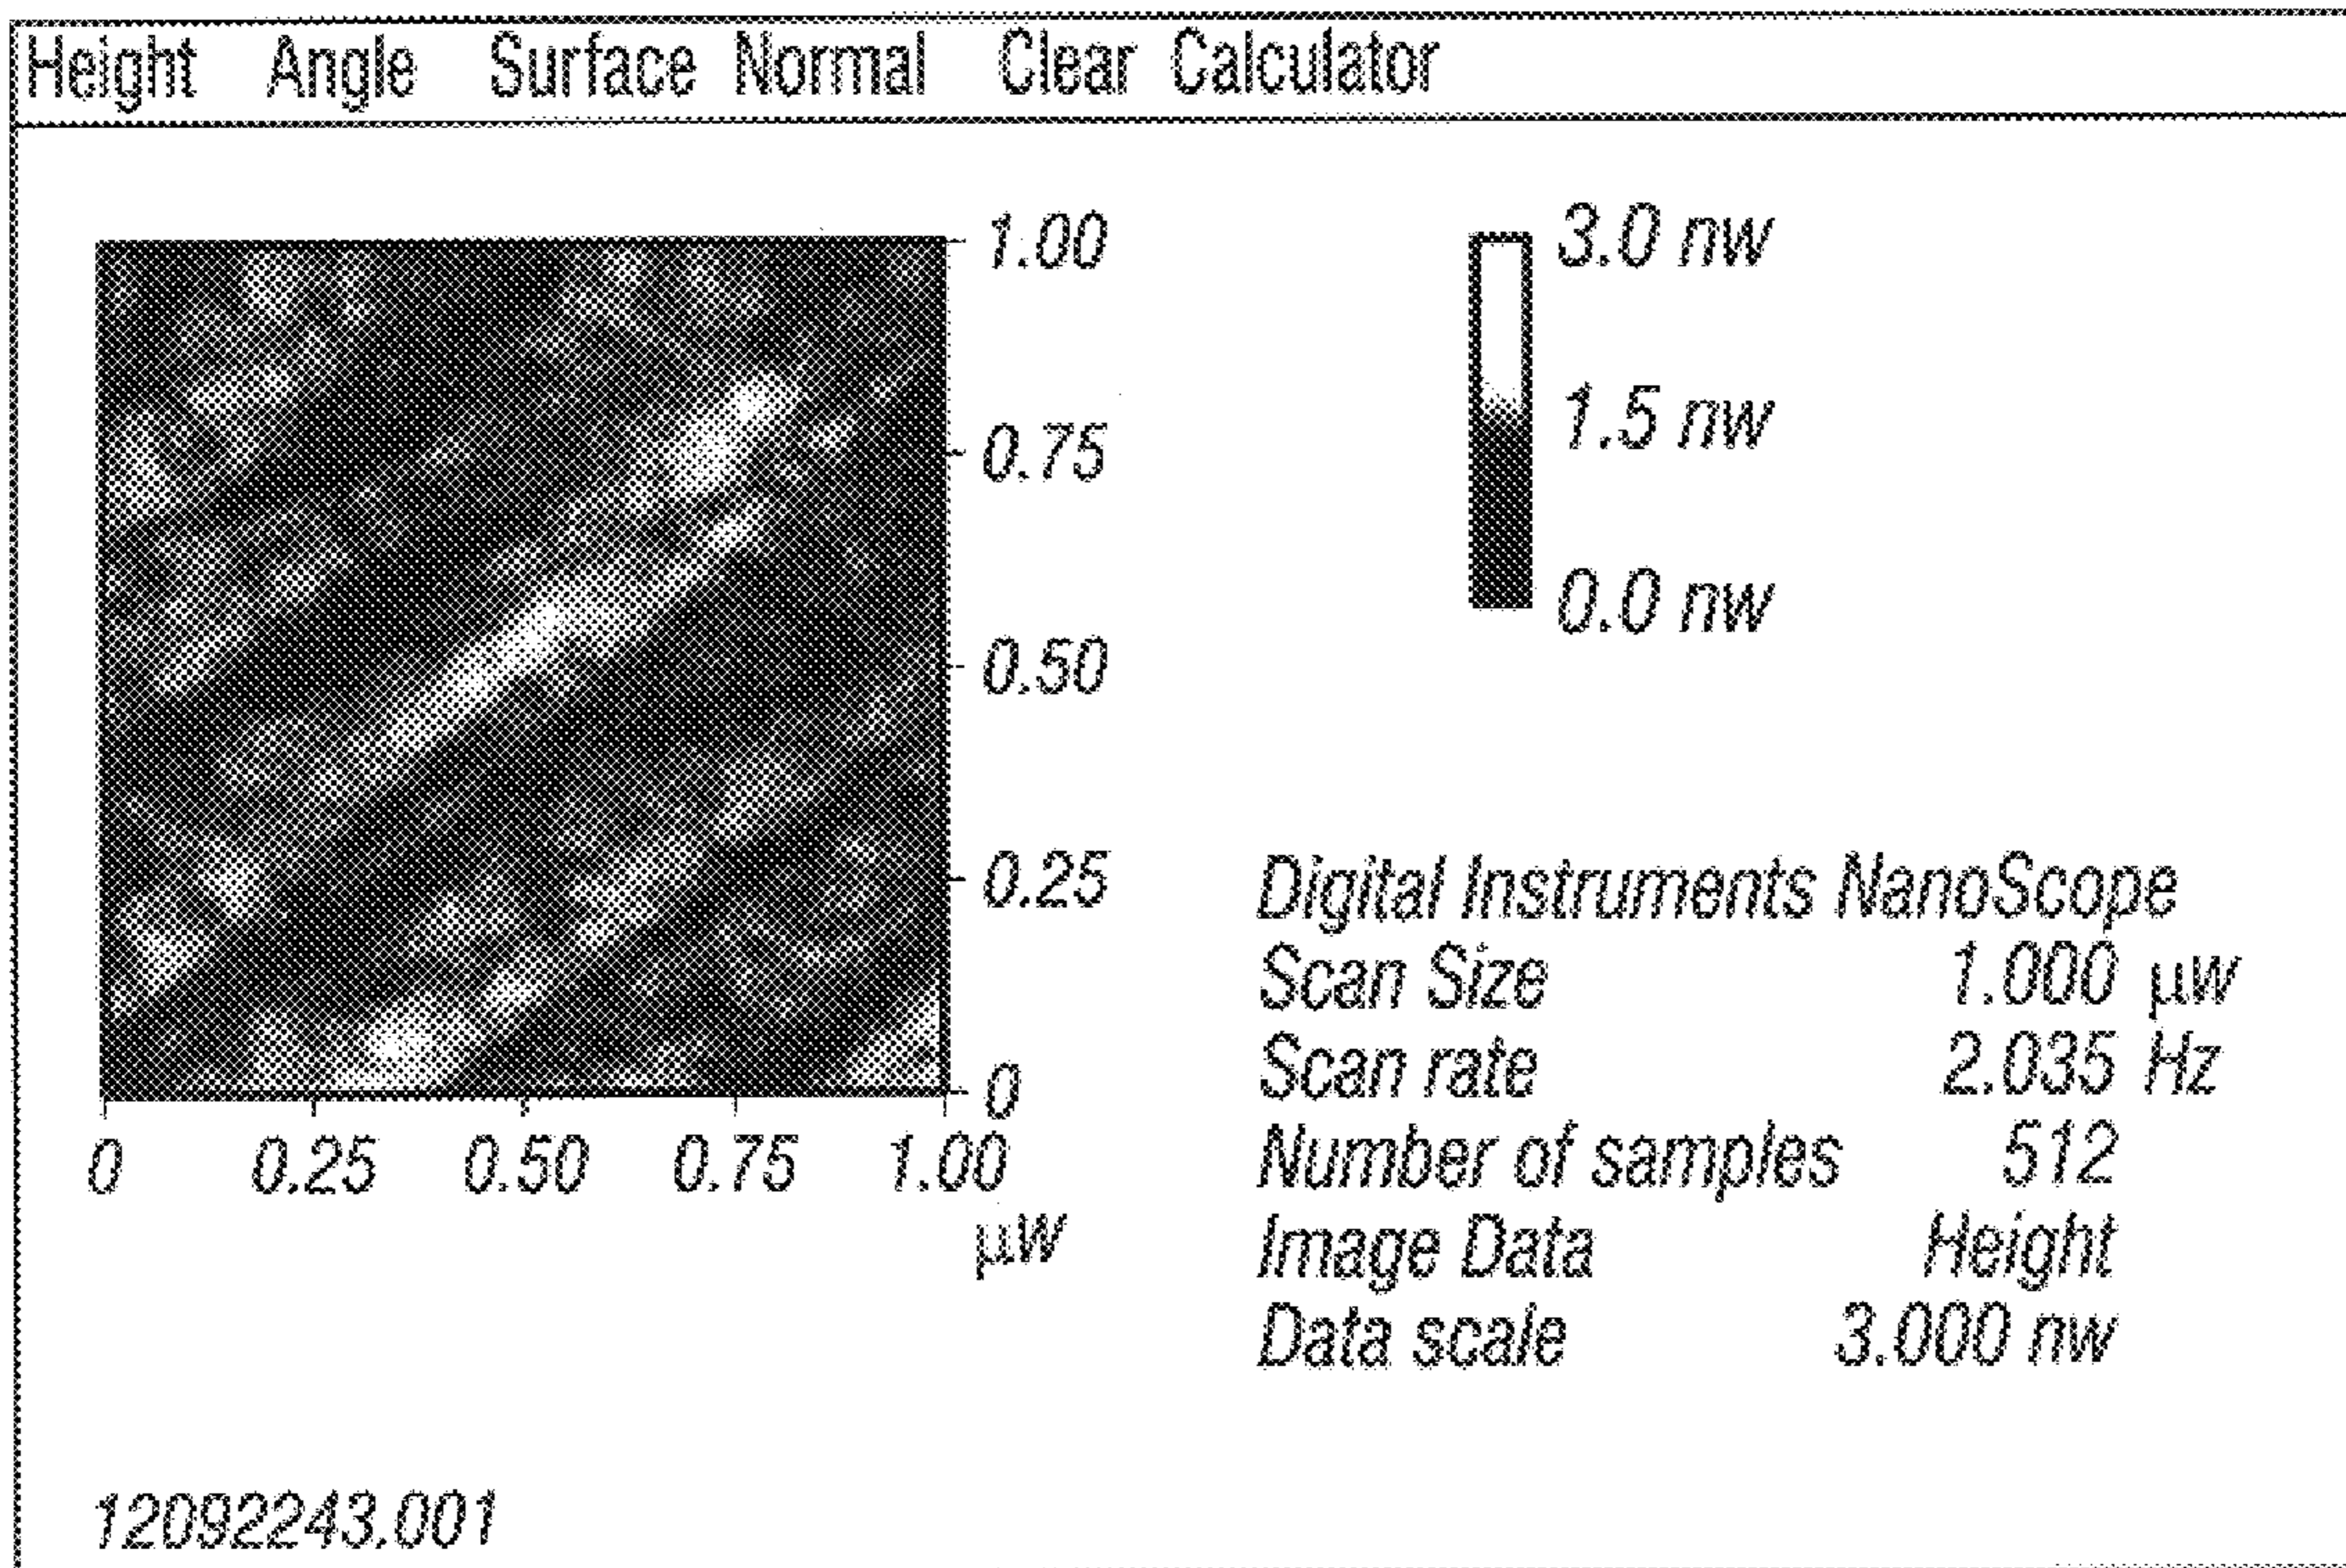 Height Angle Surface Normal Clear Calculator
1.00
0.75
0.50
0.25
0
0 0.25 0.50 0.75 1.00
µw
3.0 nw
1.5 nw
0.0 nw
Digital Instruments NanoScope
Scan Size 1.000 µw
Scan rate 2.035 Hz
Number of samples 512
Image Data Height
Data scale 3.000 nw
12092243.001